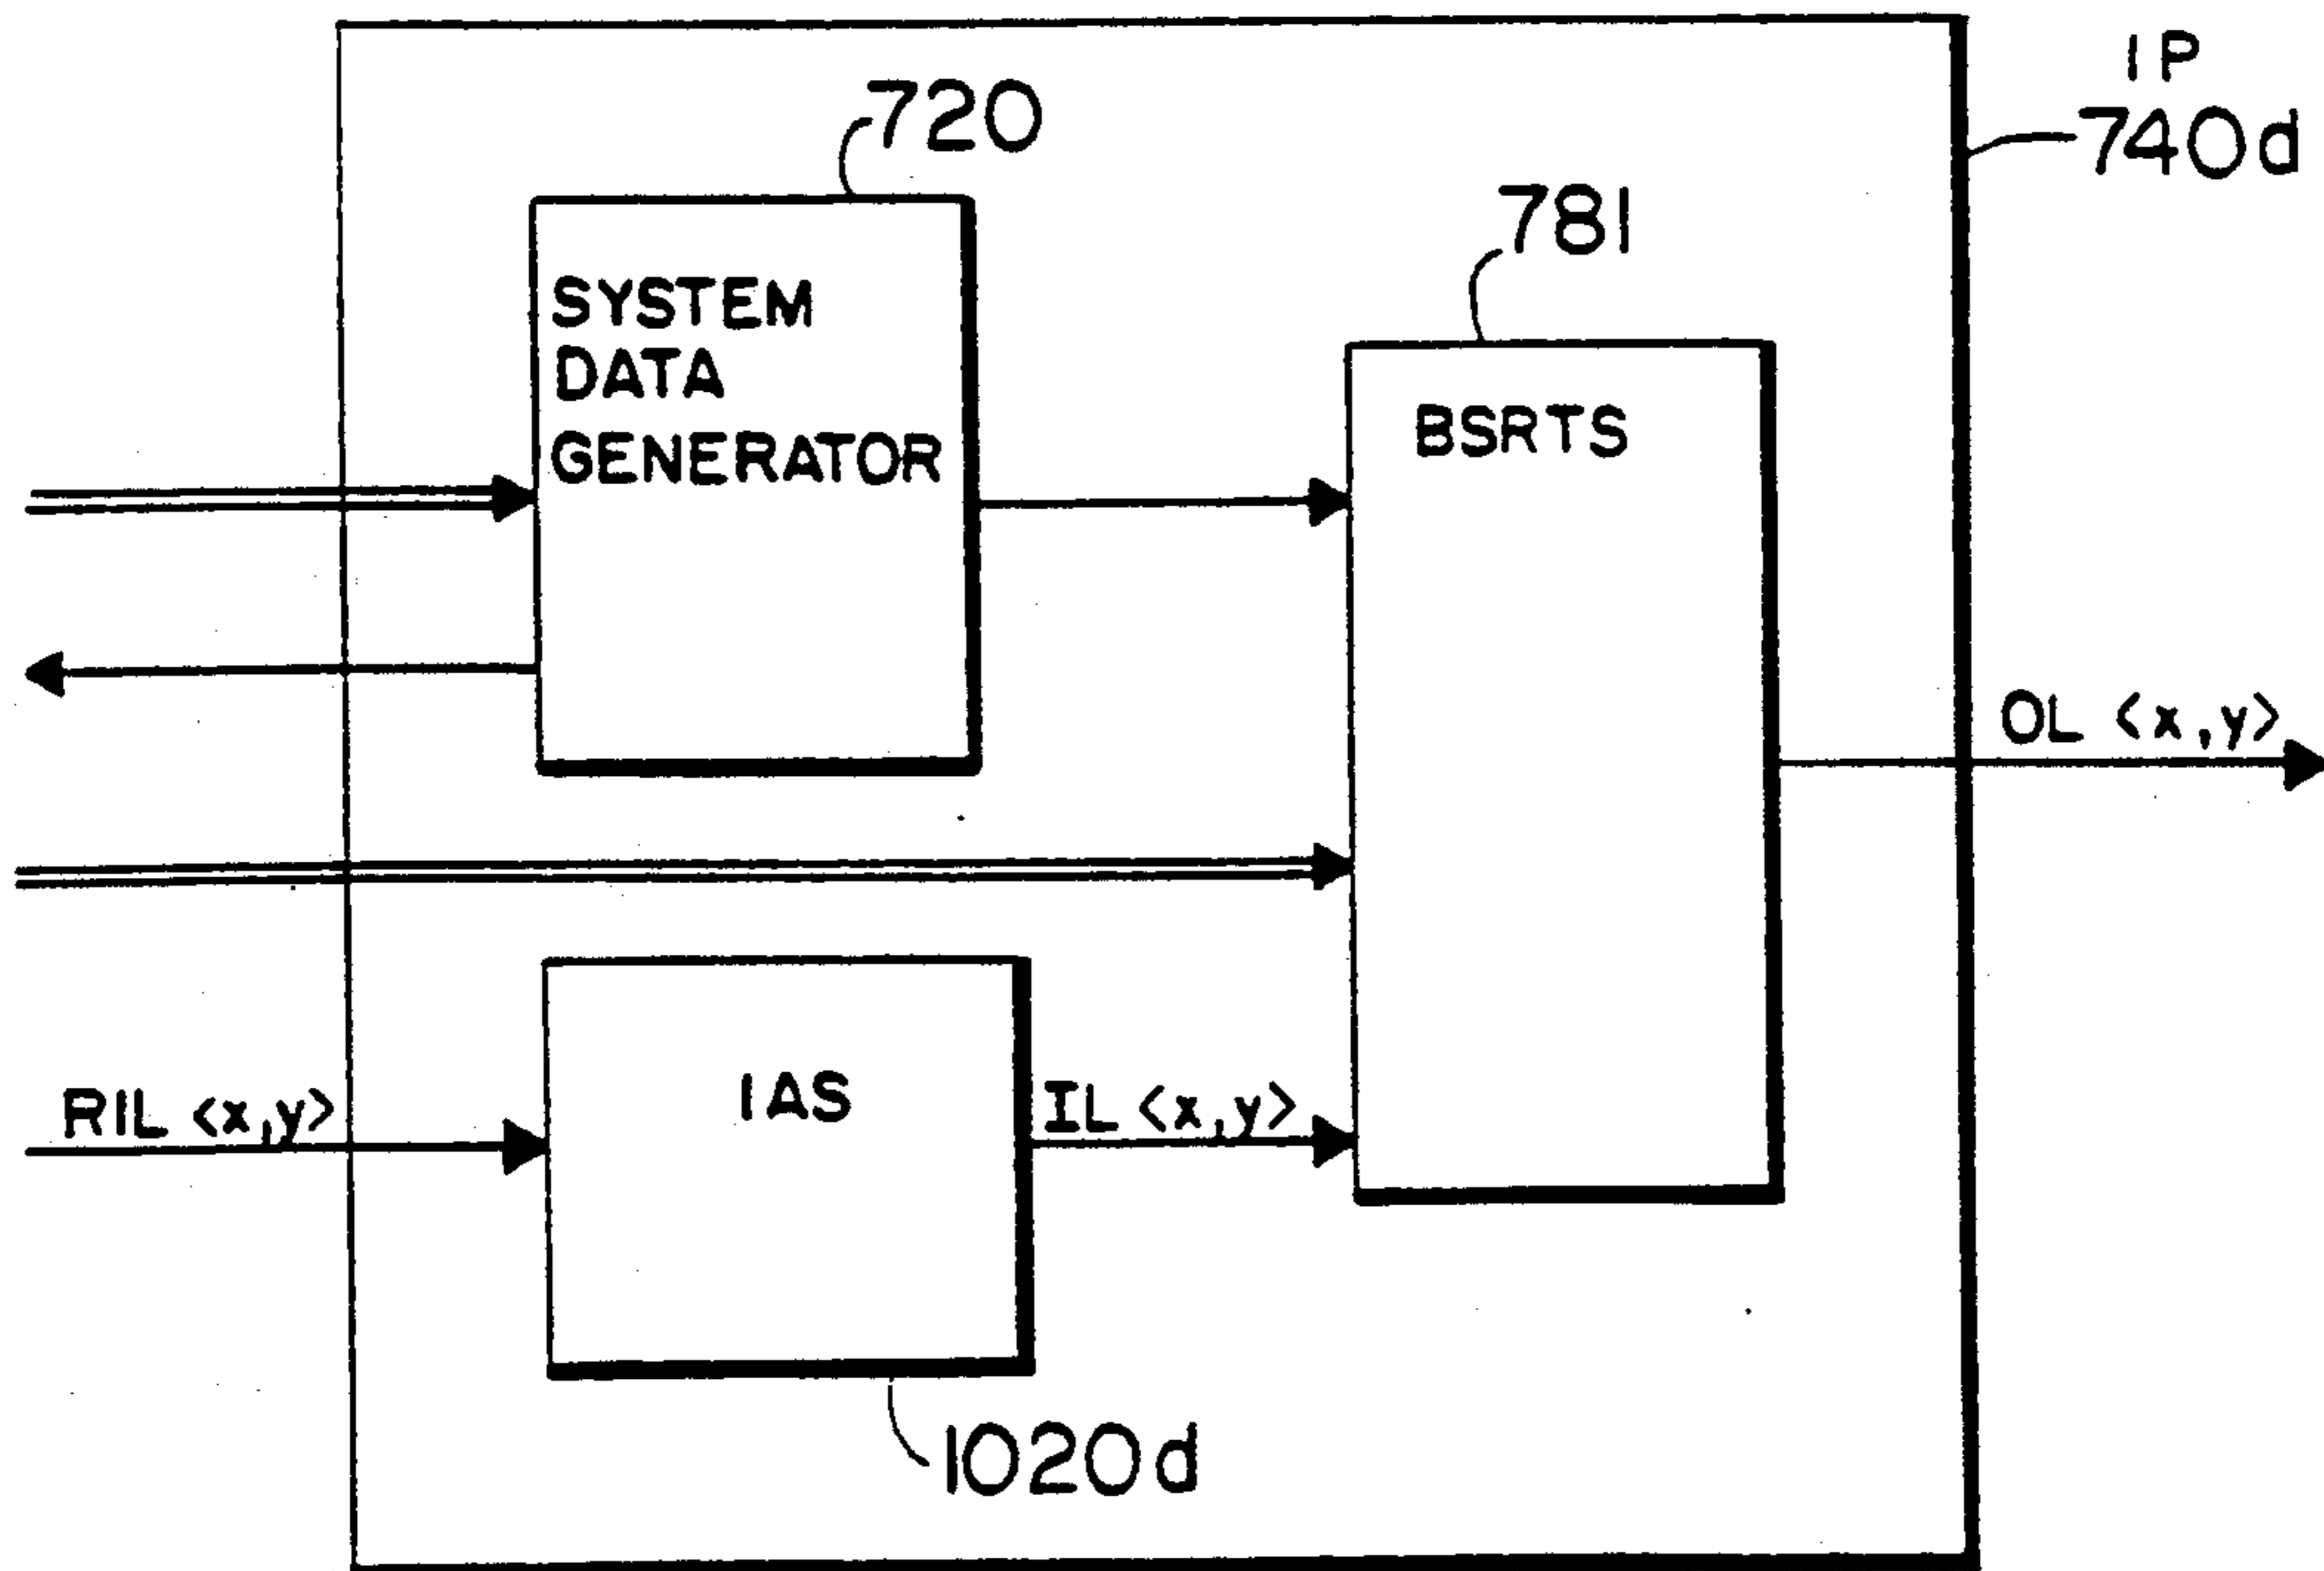 IP
740d
720
781
SYSTEM
DATA
GENERATOR
BSRTS
OL <x,y>
RIL <x,y>
IAS
IL <x,y>
1020d